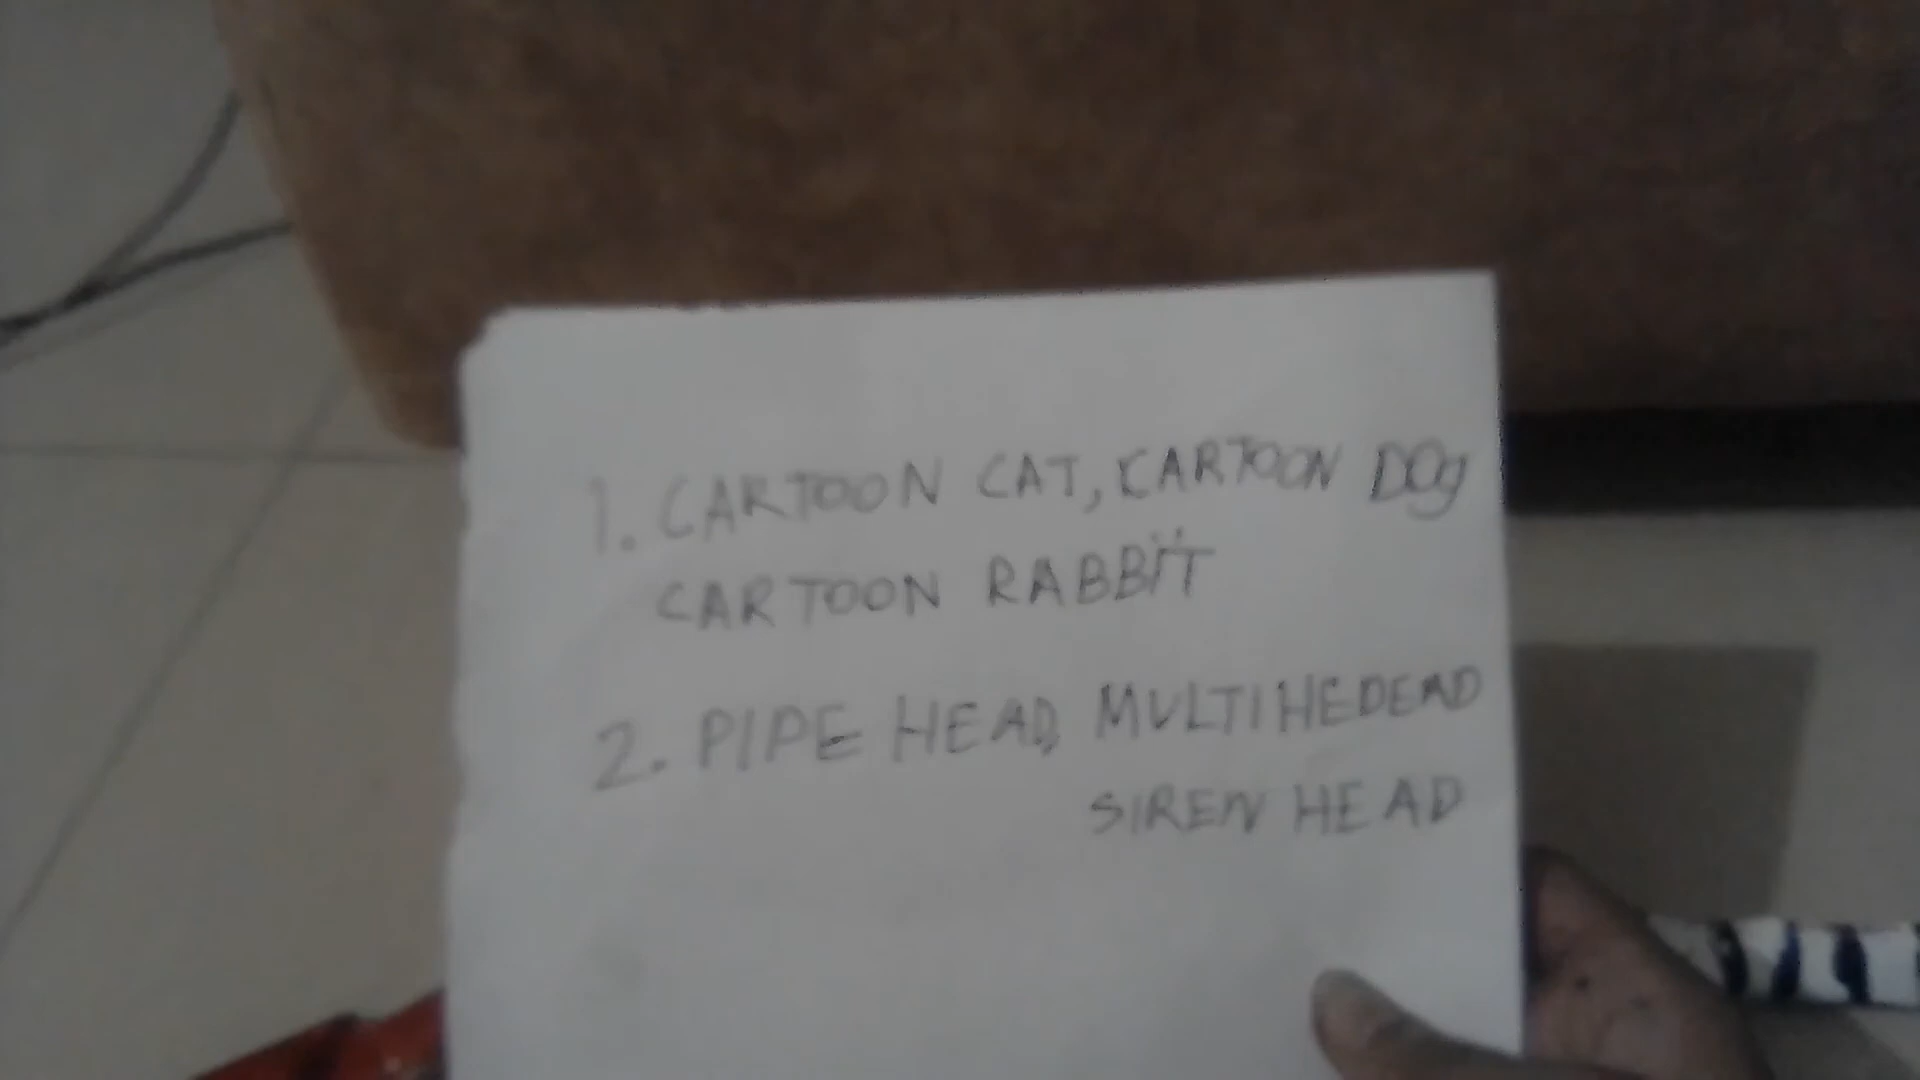 1. CARTOON CAT, CARTOON DOg
CARTOON RABBIT
2. PIPE HEAD, MULTIHEDEAD
SIREN HEAD